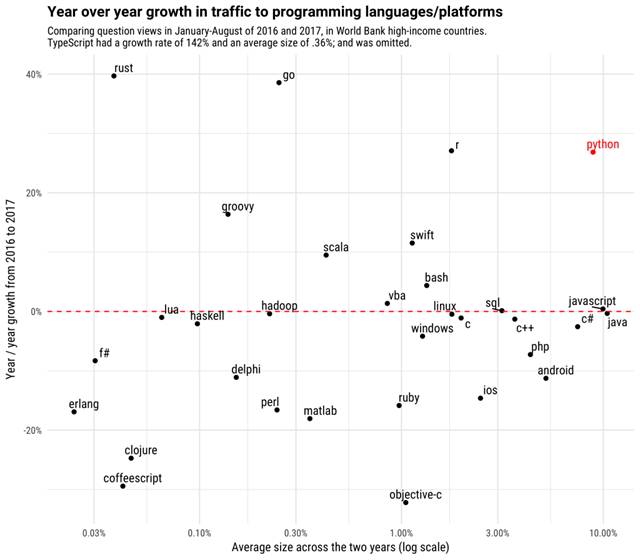 Year over year growth in traffic to programming languages/platforms
Comparing question views in January-August of 2016 and 2017, in World Bank high-income countries.
TypeScript had a growth rate of 142% and an average size of .36%; and was omitted.
Year / year growth from 2016 to 2017
40%
20%
0%
-20%
rust
go
r
python
groovy
swift
scala
bash
vba
lua
haskell
hadoop
linux
sql
javascript
windows
c
c++
c#
java
php
f#
delphi
android
erlang
perl
matlab
ruby
ios
clojure
coffeescript
objective-c
0.03%
0.10%
0.30%
1.00%
3.00%
10.00%
Average size across the two years (log scale)